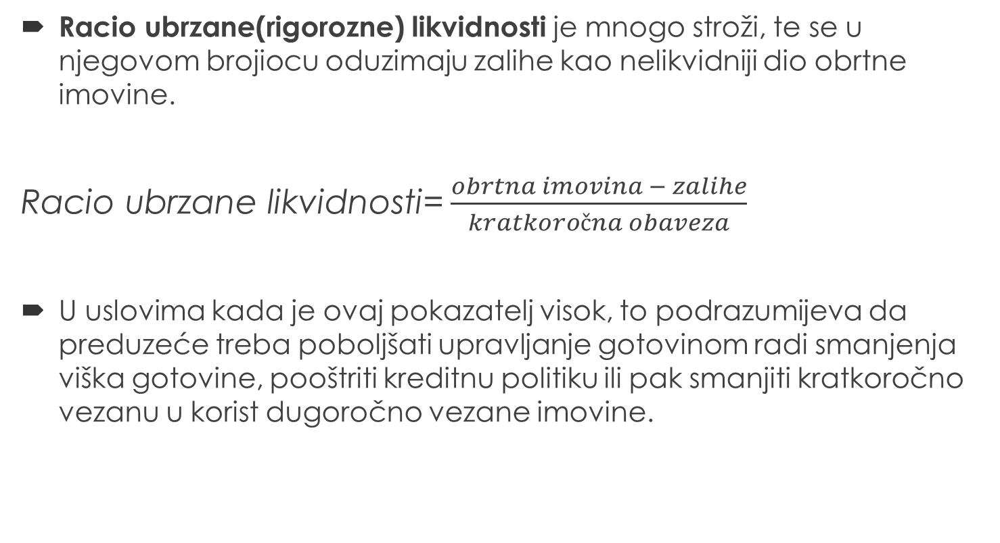 Racio ubrzane(rigorozne) likvidnosti je mnogo stroži, te se u
njegovom brojiocu oduzimaju zalihe kao nelikvidniji dio obrtne
imovine.
Racio ubrzane likvidnosti= obrtna imovina − zalihe
kratkoročna obaveza
U uslovima kada je ovaj pokazatelj visok, to podrazumijeva da
preduzeće treba poboljšati upravljanje gotovinom radi smanjenja
viška gotovine, pooštriti kreditnu politiku ili pak smanjiti kratkoročno
vezanu u korist dugoročno vezane imovine.